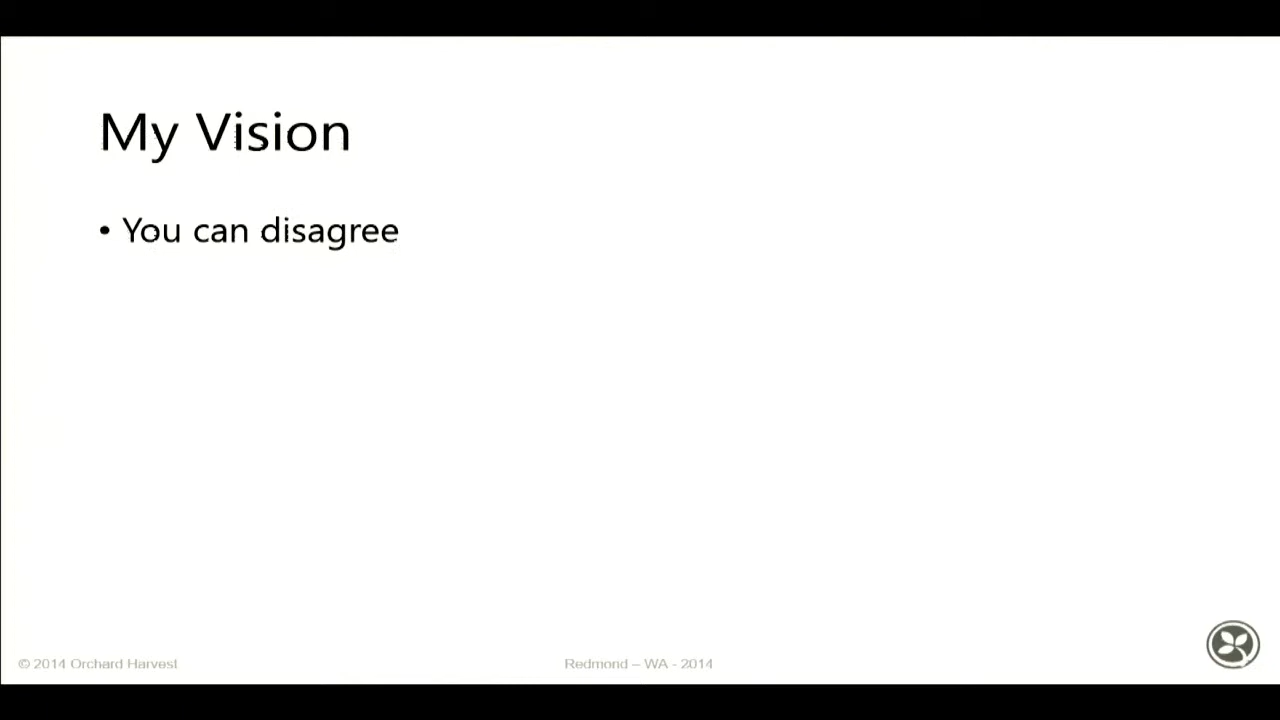 My Vision
• You can disagree
© 2014 Orchard Harvest
Redmond – WA - 2014